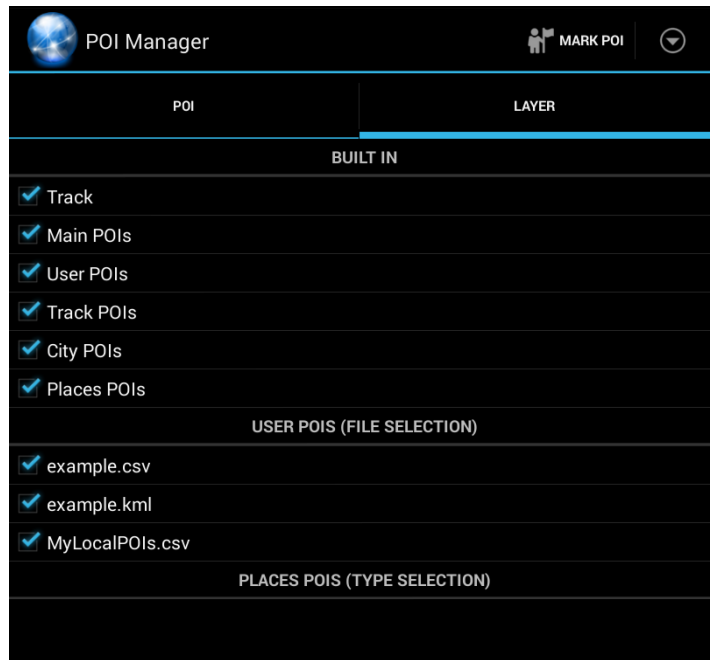 POI Manager
MARK POI
POI
LAYER
BUILT IN
Track
Main POIs
User POIs
Track POIs
City POIs
Places POIs
USER POIS (FILE SELECTION)
example.csv
example.kml
MyLocalPOIs.csv
PLACES POIS (TYPE SELECTION)